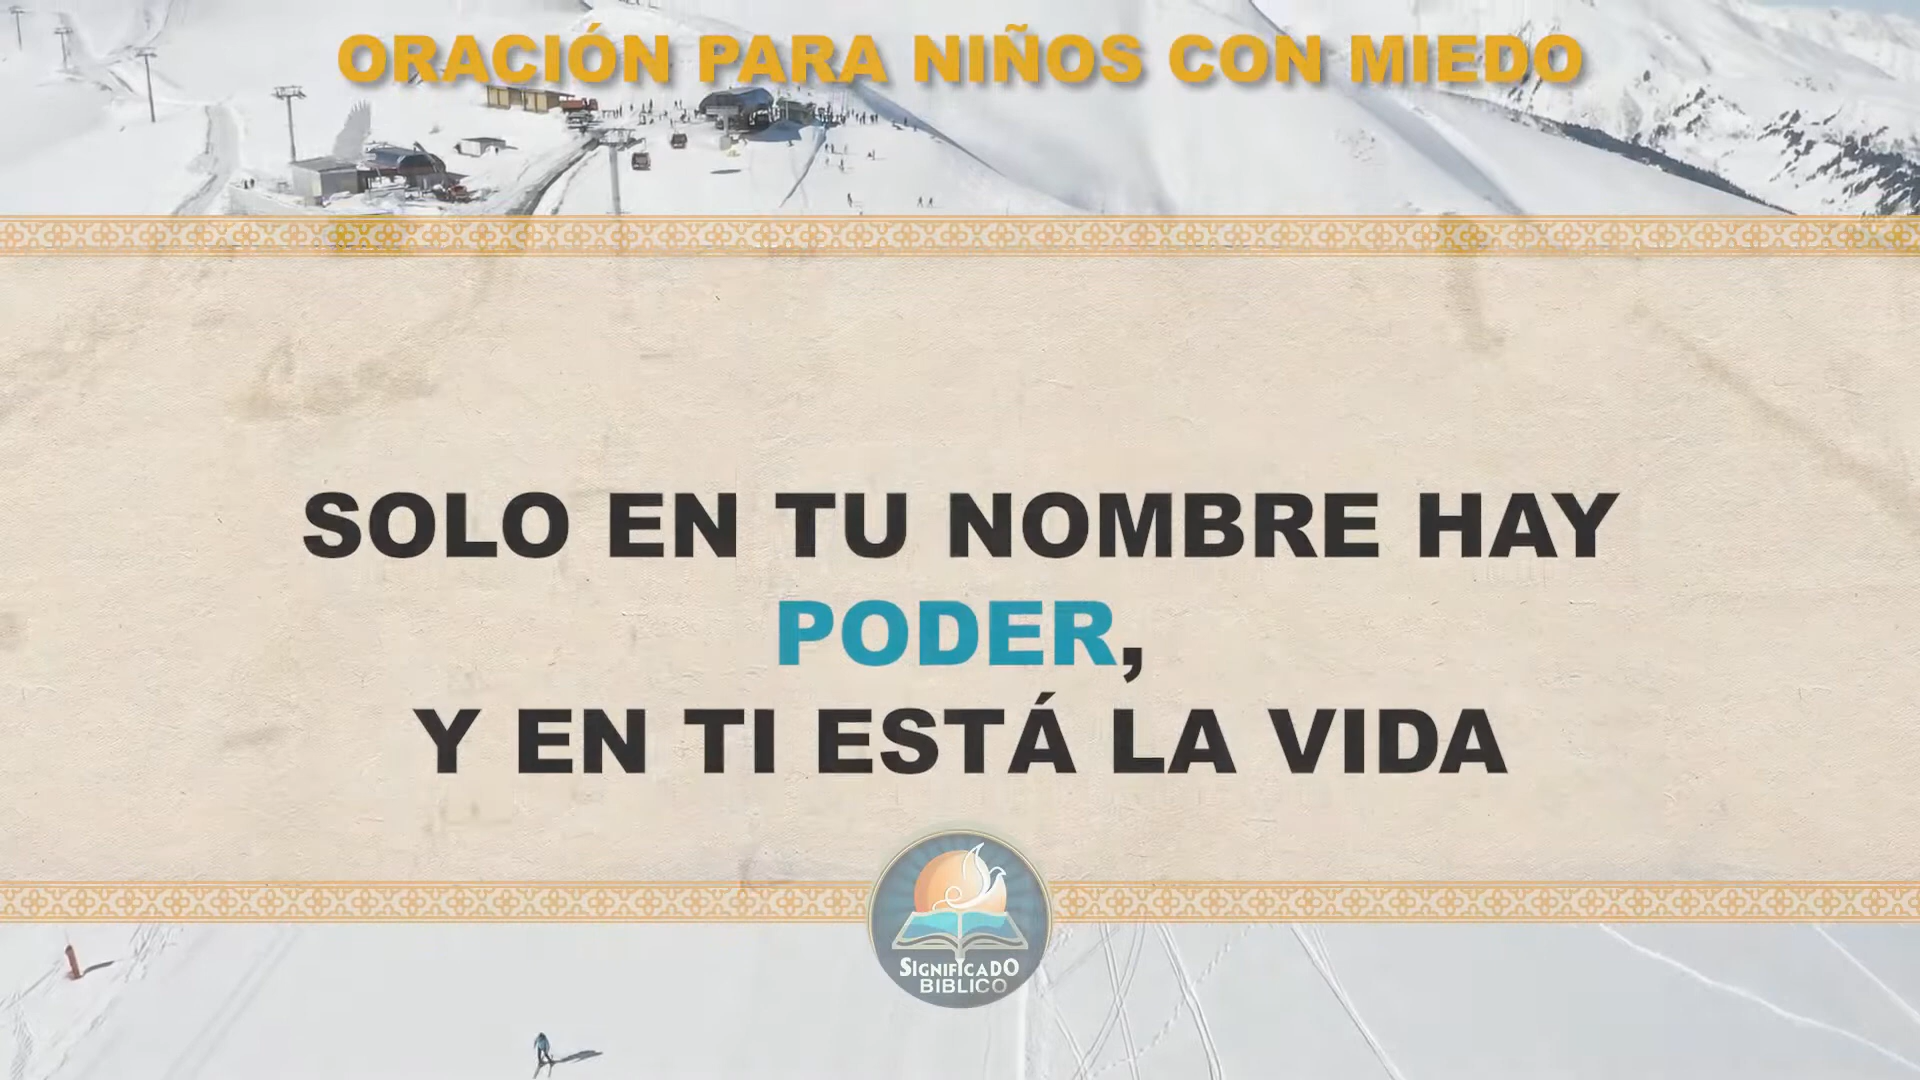 ORACIÓN PARA NIÑOS CON MIEDO
SOLO EN TU NOMBRE HAY
PODER,
Y EN TI ESTÁ LA VIDA
SIGNIFICADO
BIBLICO